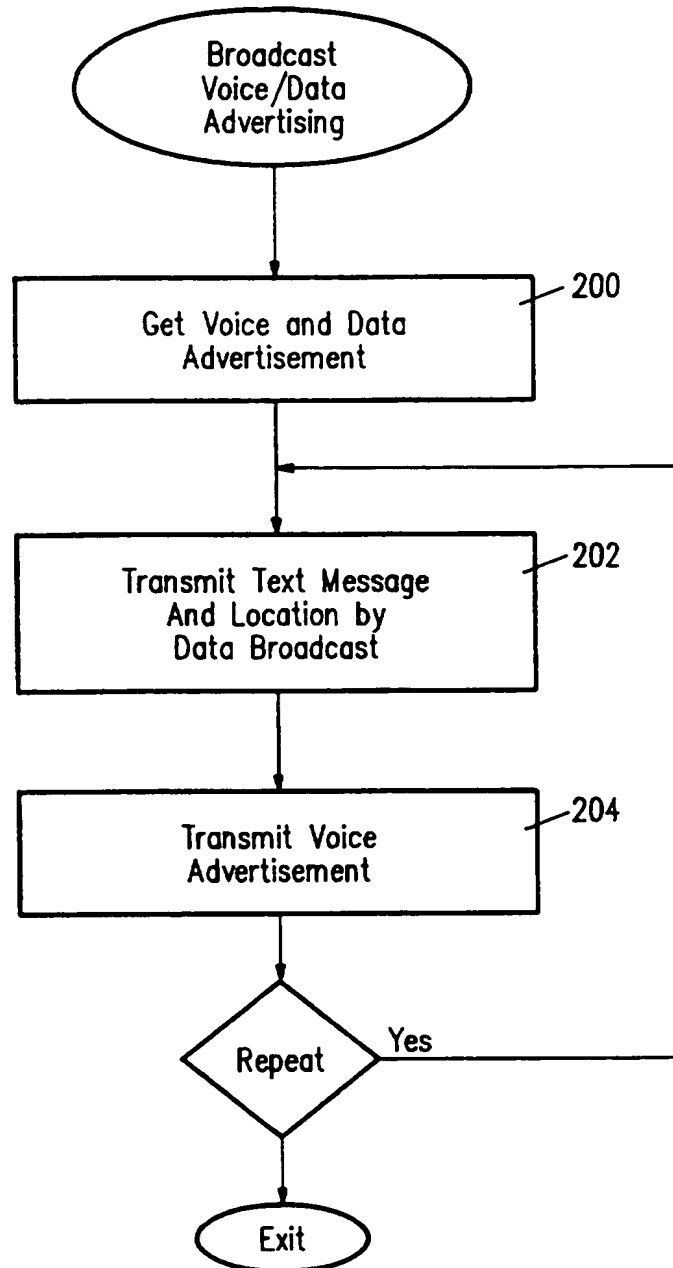 Broadcast
Voice/Data
Advertising
200
Get Voice and Data
Advertisement
202
Transmit Text Message
And Location by
Data Broadcast
204
Transmit Voice
Advertisement
Yes
Repeat
Exit